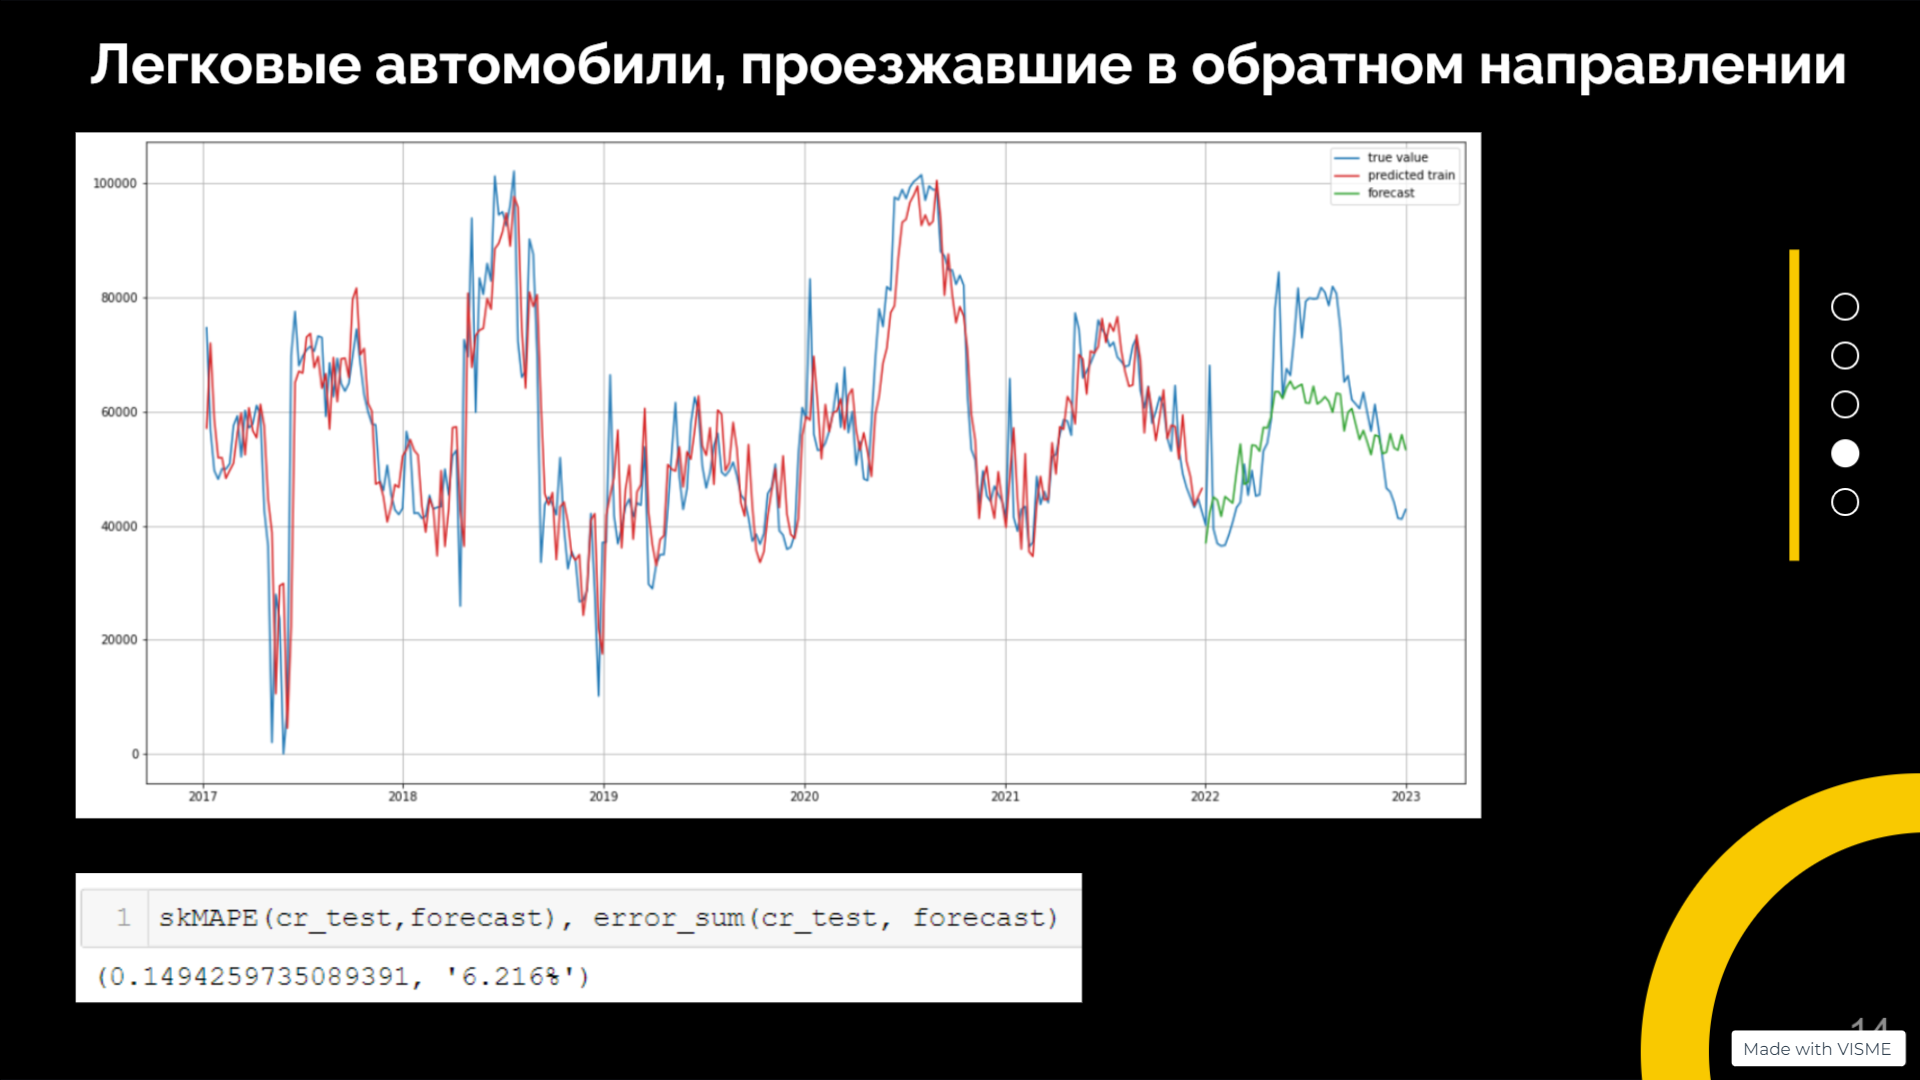 Легковые автомобили, проезжавшие в обратном направлении
true value
predicted train
forecast
100000
80000
60000
40000
20000
0
2017 2018 2019 2020 2021 2022 2023
1 skMAPE(cr_test,forecast), error_sum(cr_test, forecast)
(0.1494259735089391, '6.216%')
14
Made with VISME